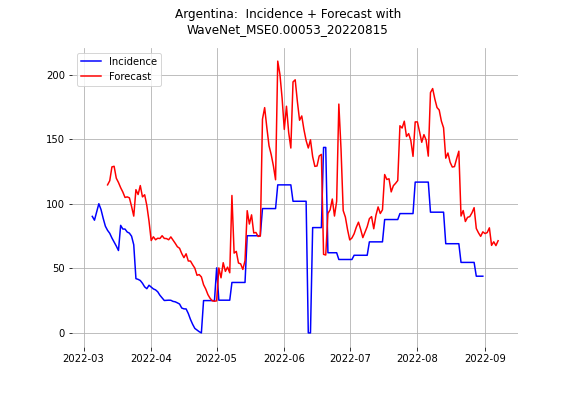 Argentina:  Incidence + Forecast with
WaveNet_MSE0.00053_20220815
Incidence
Forecast
200
150
100
50
0
2022-03 2022-04 2022-05 2022-06 2022-07 2022-08 2022-09